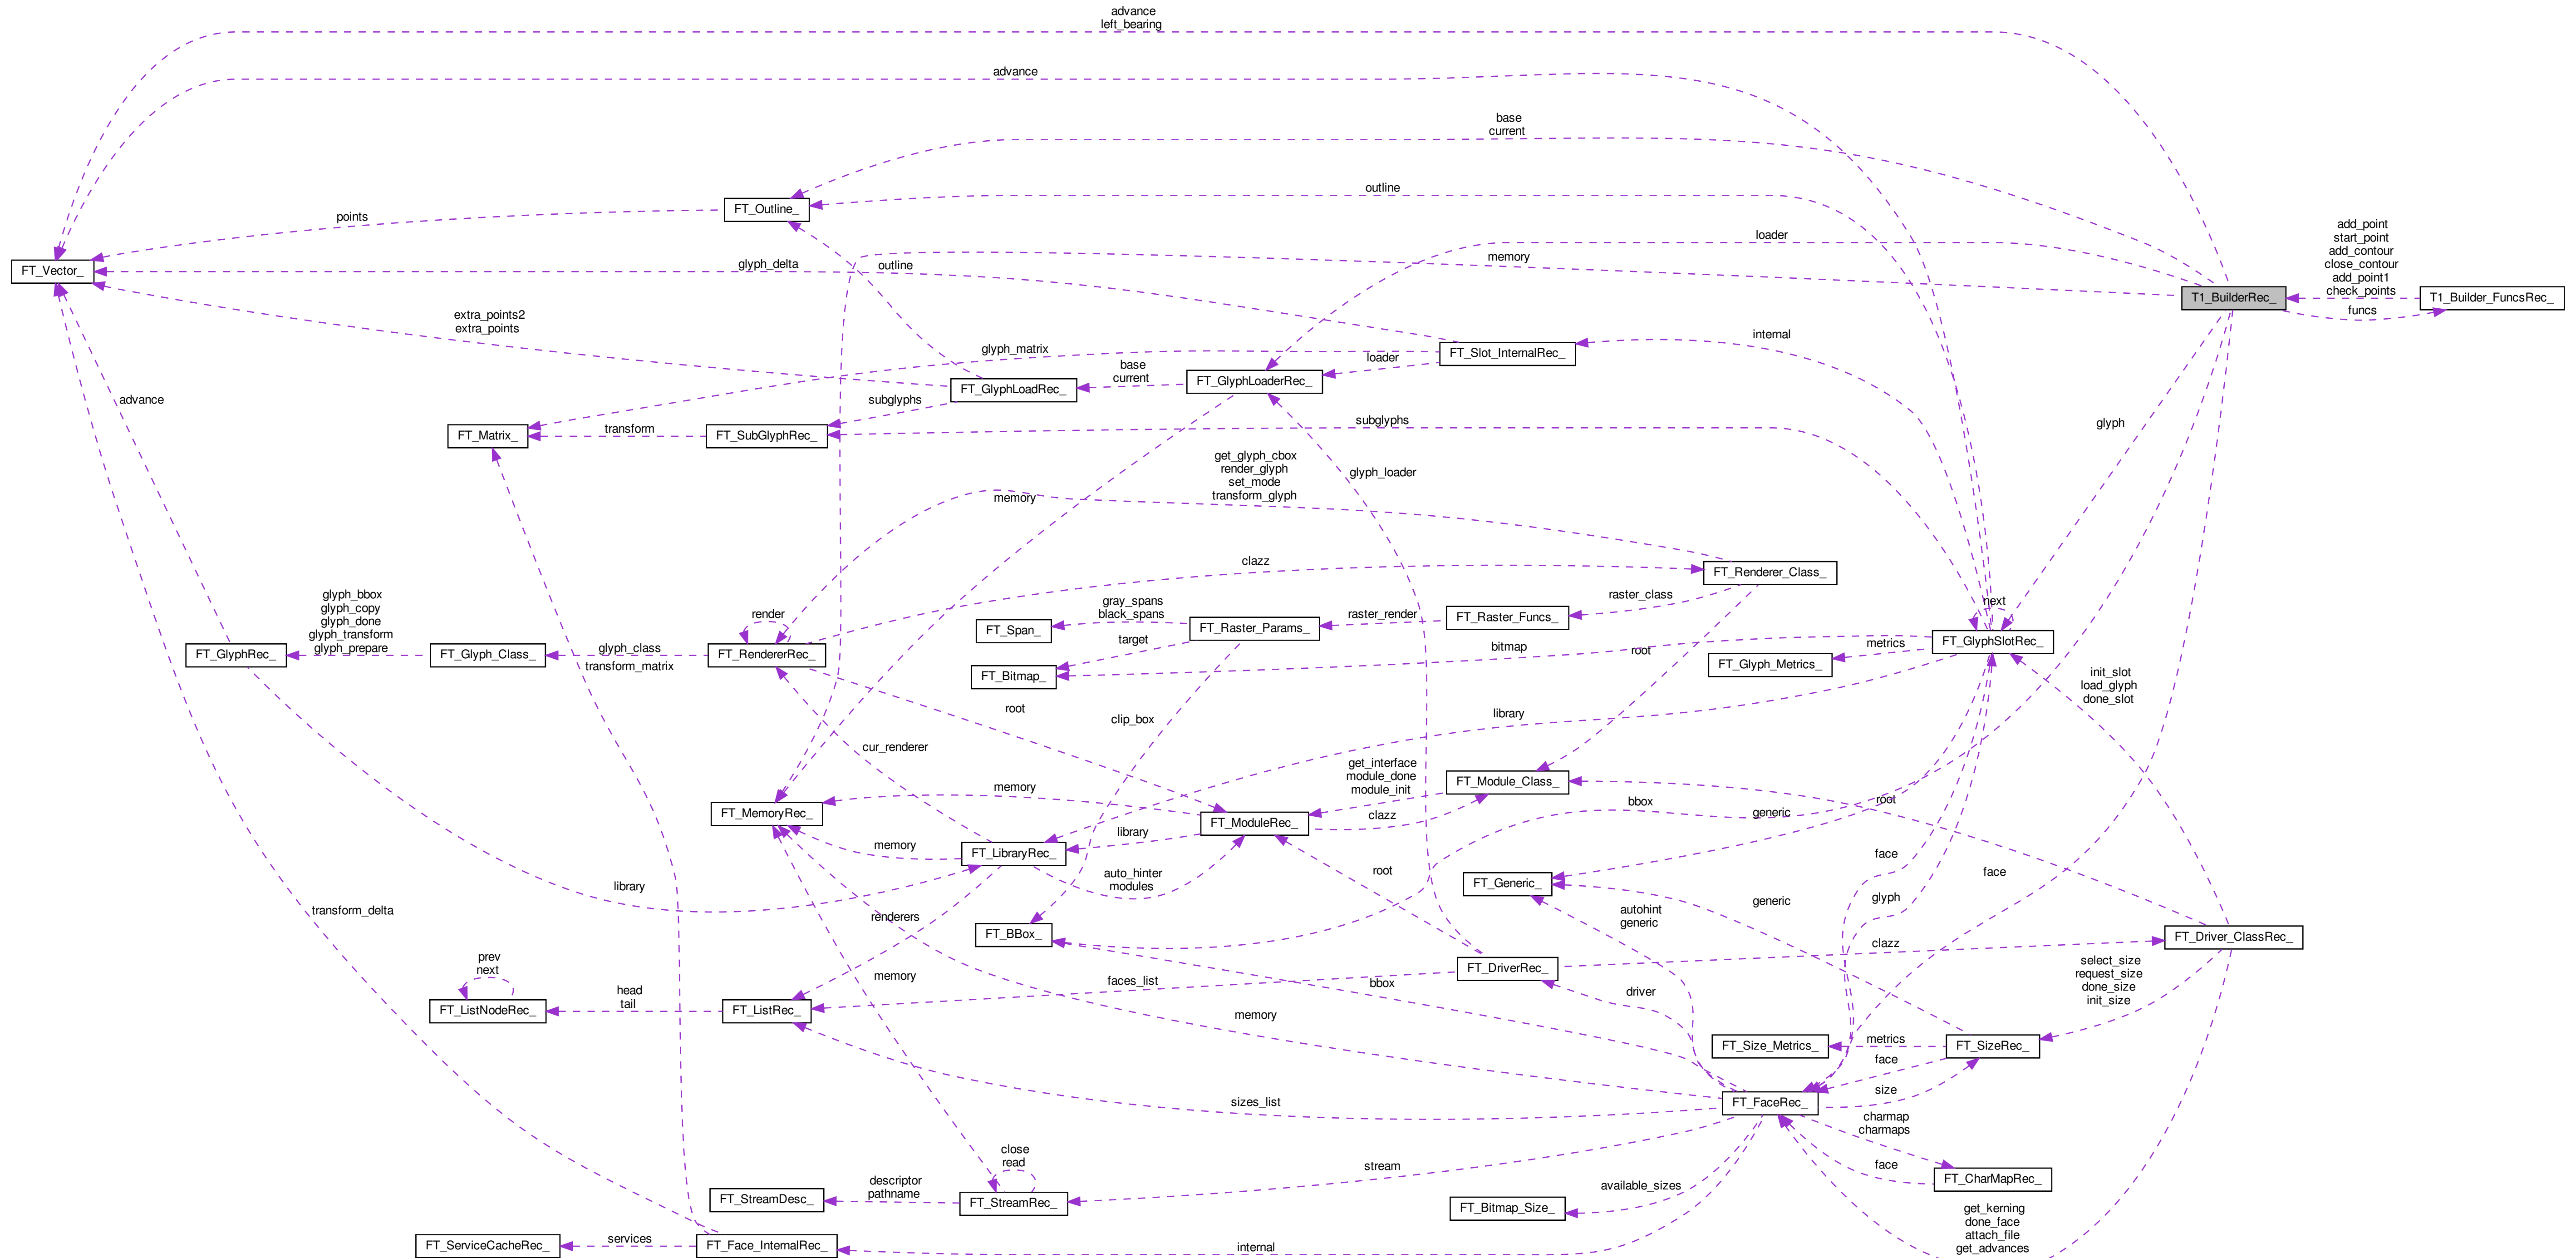 advance
left_bearing
advance
base
current
outline
FT_Outline_
points
add_point
start_point
add_contour
close_contour
add_point1
check_points
loader
memory
FT_Vector_
glyph_delta
outline
T1_BuilderRec_
T1_Builder_FuncsRec_
funcs
extra_points2
extra_points
internal
glyph_matrix
FT_Slot_InternalRec_
loader
base
current
FT_GlyphLoaderRec_
FT_GlyphLoadRec_
advance
subglyphs
subglyphs
glyph
FT_Matrix_
transform
FT_SubGlyphRec_
get_glyph_cbox
render_glyph
set_mode
transform_glyph
glyph_loader
memory
clazz
FT_Renderer_Class_
raster_class
glyph_bbox
glyph_copy
glyph_done
glyph_transform
glyph_prepare
render
gray_spans
black_spans
FT_Span_
FT_Raster_Params_
raster_render
FT_Raster_Funcs_
next
target
FT_GlyphRec_
FT_Glyph_Class_
glyph_class
transform_matrix
FT_RendererRec_
FT_Bitmap_
bitmap
root
metrics
FT_GlyphSlotRec_
FT_Glyph_Metrics_
init_slot
load_glyph
done_slot
root
clip_box
library
cur_renderer
get_interface
module_done
module_init
FT_Module_Class_
memory
FT_MemoryRec_
FT_ModuleRec_
clazz
bbox
generic
root
library
memory
FT_LibraryRec_
auto_hinter
modules
root
FT_Generic_
face
face
library
transform_delta
renderers
FT_BBox_
autohint
generic
generic
glyph
FT_Driver_ClassRec_
clazz
prev
next
memory
faces_list
bbox
FT_DriverRec_
driver
select_size
request_size
done_size
init_size
FT_ListNodeRec_
head
tail
FT_ListRec_
memory
FT_Size_Metrics_
metrics
FT_SizeRec_
face
size
sizes_list
FT_FaceRec_
charmap
charmaps
close
read
stream
face
FT_CharMapRec_
descriptor
pathname
FT_StreamDesc_
FT_StreamRec_
available_sizes
FT_Bitmap_Size_
get_kerning
done_face
attach_file
get_advances
FT_ServiceCacheRec_
services
FT_Face_InternalRec_
internal